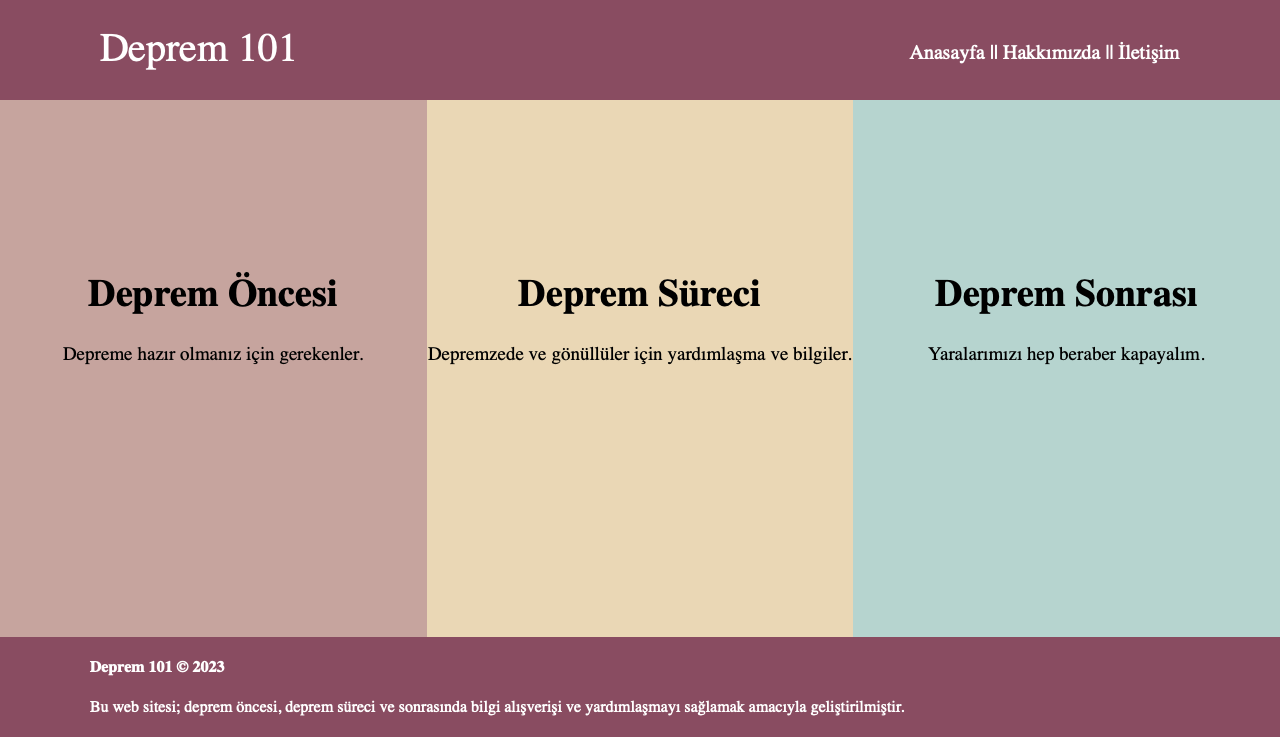 Deprem 101
Anasayfa || Hakkımızda || İletişim
Deprem Öncesi
Depreme hazır olmanız için gerekenler.
Deprem Süreci
Depremzede ve gönüllüler için yardımlaşma ve bilgiler.
Deprem Sonrası
Yaralarımızı hep beraber kapayalım.
Deprem 101 © 2023
Bu web sitesi; deprem öncesi, deprem süreci ve sonrasında bilgi alışverişi ve yardımlaşmayı sağlamak amacıyla geliştirilmiştir.